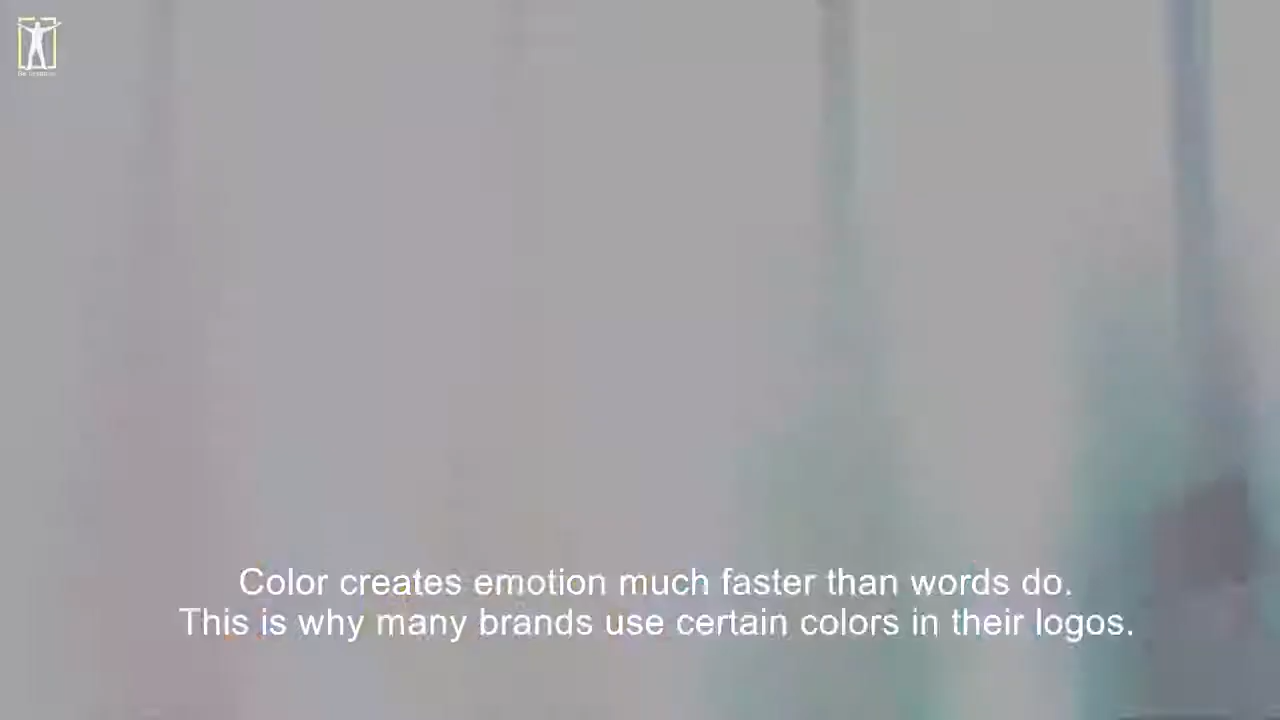 Color creates emotion much faster than words do.
This is why many brands use certain colors in their logos.